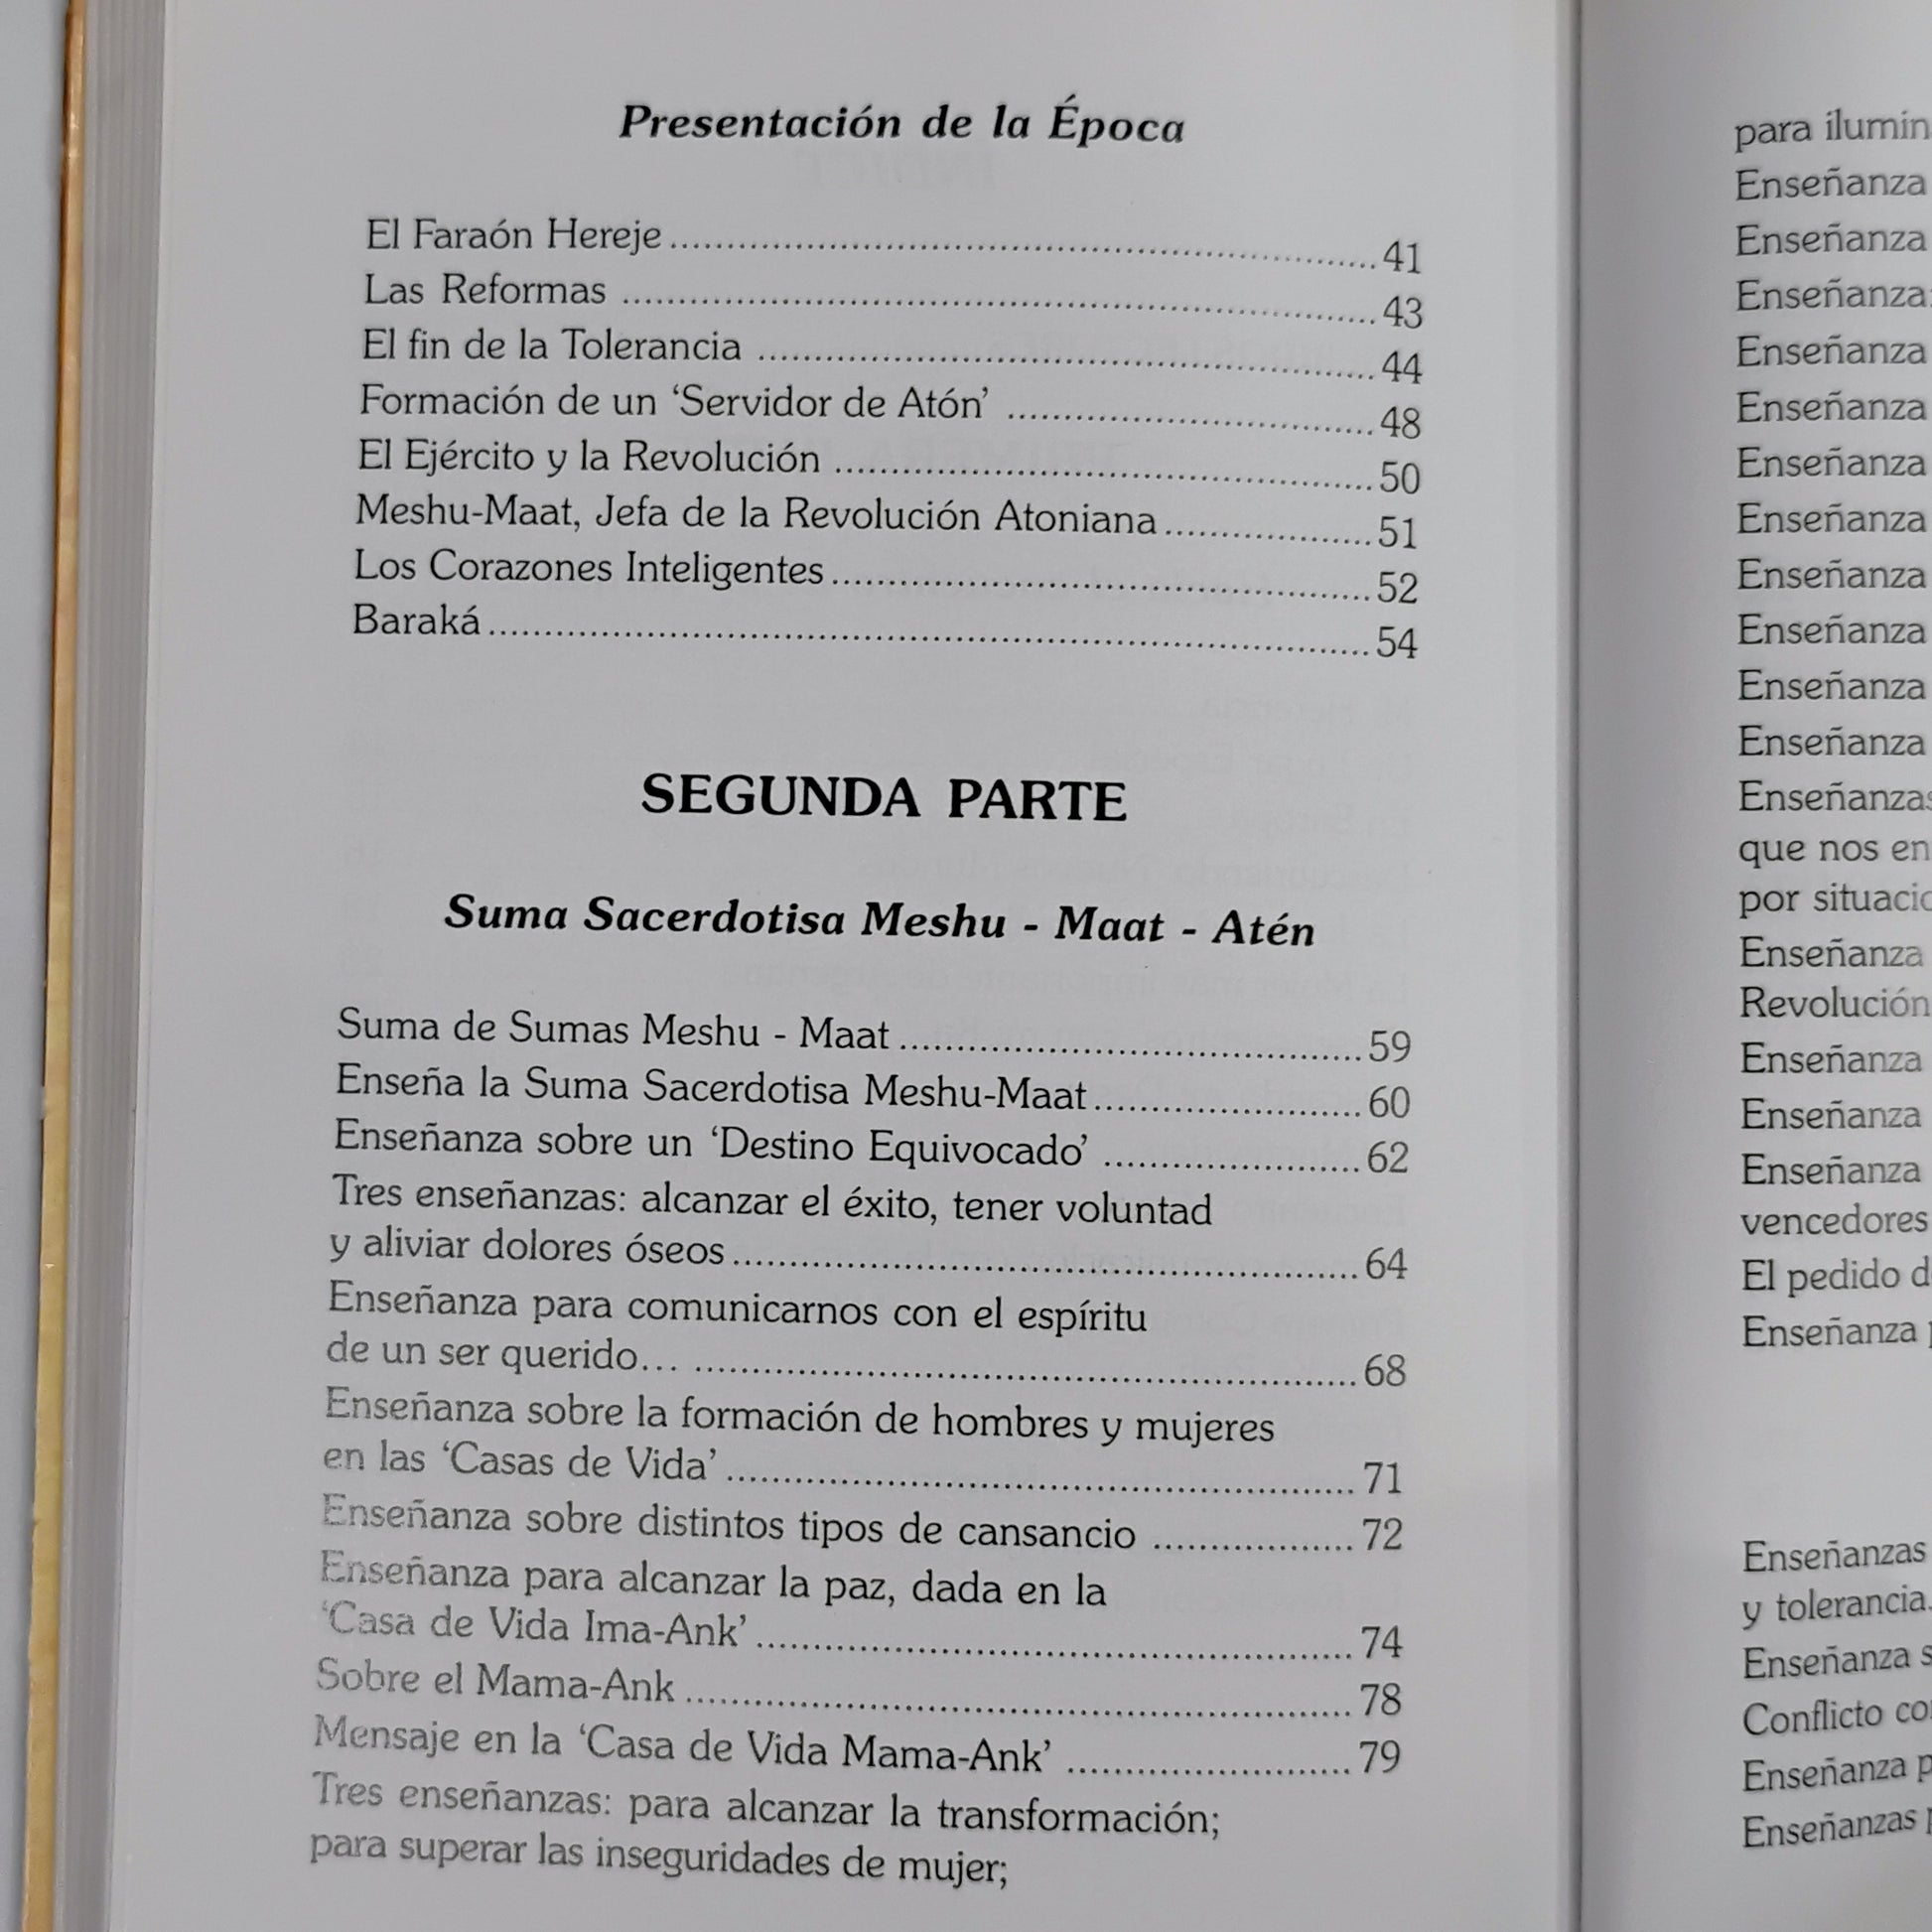 Presentación de la Época
El Faraón Hereje 41
Las Reformas 43
El fin de la Tolerancia 44
Formación de un ‘Servidor de Atón’ 48
El Ejército y la Revolución 50
Meshu-Maat, Jefa de la Revolución Atoniana 51
Los Corazones Inteligentes 52
Baraká 54
SEGUNDA PARTE
Suma Sacerdotisa Meshu - Maat - Atén
Suma de Sumas Meshu - Maat 59
Enseña la Suma Sacerdotisa Meshu-Maat 60
Enseñanza sobre un ‘Destino Equivocado’ 62
Tres enseñanzas: alcanzar el éxito, tener voluntad
y aliviar dolores óseos 64
Enseñanza para comunicarnos con el espíritu
de un ser querido... 68
Enseñanza sobre la formación de hombres y mujeres
en las ‘Casas de Vida’ 71
Enseñanza sobre distintos tipos de cansancio 72
Enseñanza para alcanzar la paz, dada en la
‘Casa de Vida Ima-Ank’ 74
Sobre el Mama-Ank 78
Mensaje en la ‘Casa de Vida Mama-Ank’ 79
Tres enseñanzas: para alcanzar la transformación;
para superar las inseguridades de mujer;
para
Enseñanza
Enseñanza
Enseñanza
Enseñanza
Enseñanza
Enseñanza
Enseñanza
Enseñanza
Enseñanza
Enseñanza
Enseñanza
Enseñanzas
que nos en
por
Enseñanza
Revolución
Enseñanza
Enseñanza
Enseñanza
vencedores
El pedido
Enseñanza
Enseñanzas
y tolerancia.
Enseñanza
Conflicto
Enseñanza
Enseñanzas